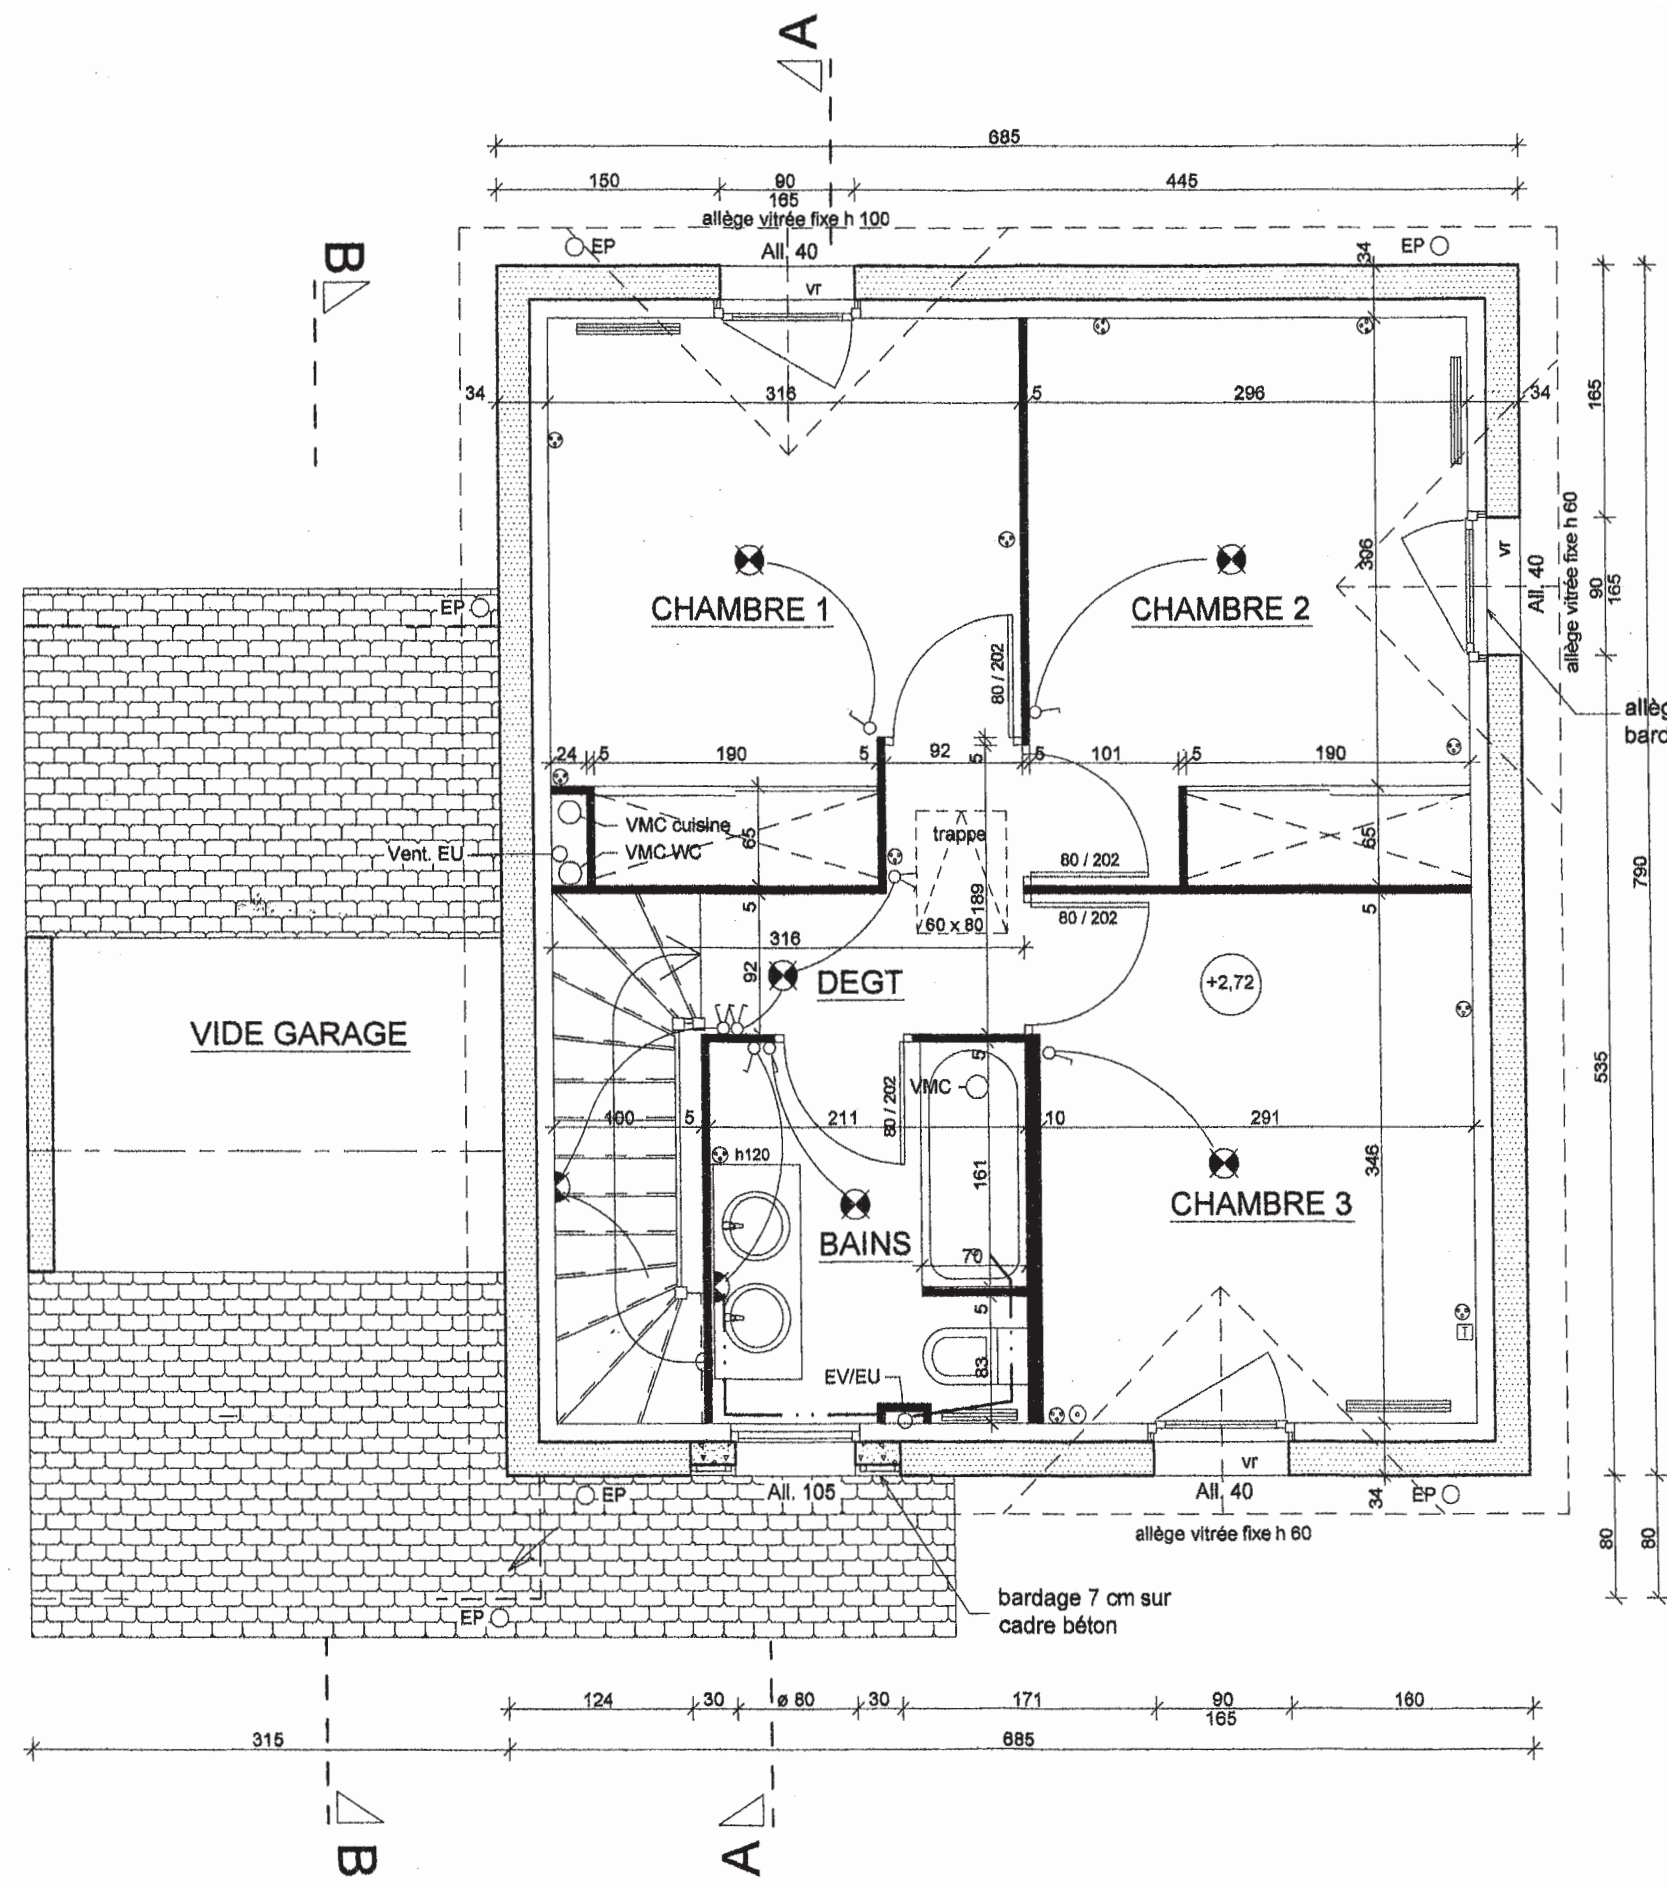 A
685
150
90
445
165
allège vitrée fixe h 100
EP
All. 40
EP
34
B
vr
34
316
5
296
34
165
allège vitrée fixe h 60
All. 40
vr
90
165
306
EP
CHAMBRE 1
CHAMBRE 2
80 / 202
allèg
bard
24
5
190
5
92
5
5
101
5
190
VMC cuisine
VMC WC
Vent. EU
65
trappe
80 / 202
65
790
5
189
60 x 80
80 / 202
5
316
92
DEGT
+2,72
VIDE GARAGE
535
5
VMC
80 / 202
100
5
211
10
291
h120
161
346
CHAMBRE 3
BAINS
70
5
83
T
EV/EU
vr
EP
All. 105
All. 40
34
EP
allège vitrée fixe h 60
80
80
bardage 7 cm sur
cadre béton
EP
124
30
ø 80
30
171
90
160
165
315
685
B
A